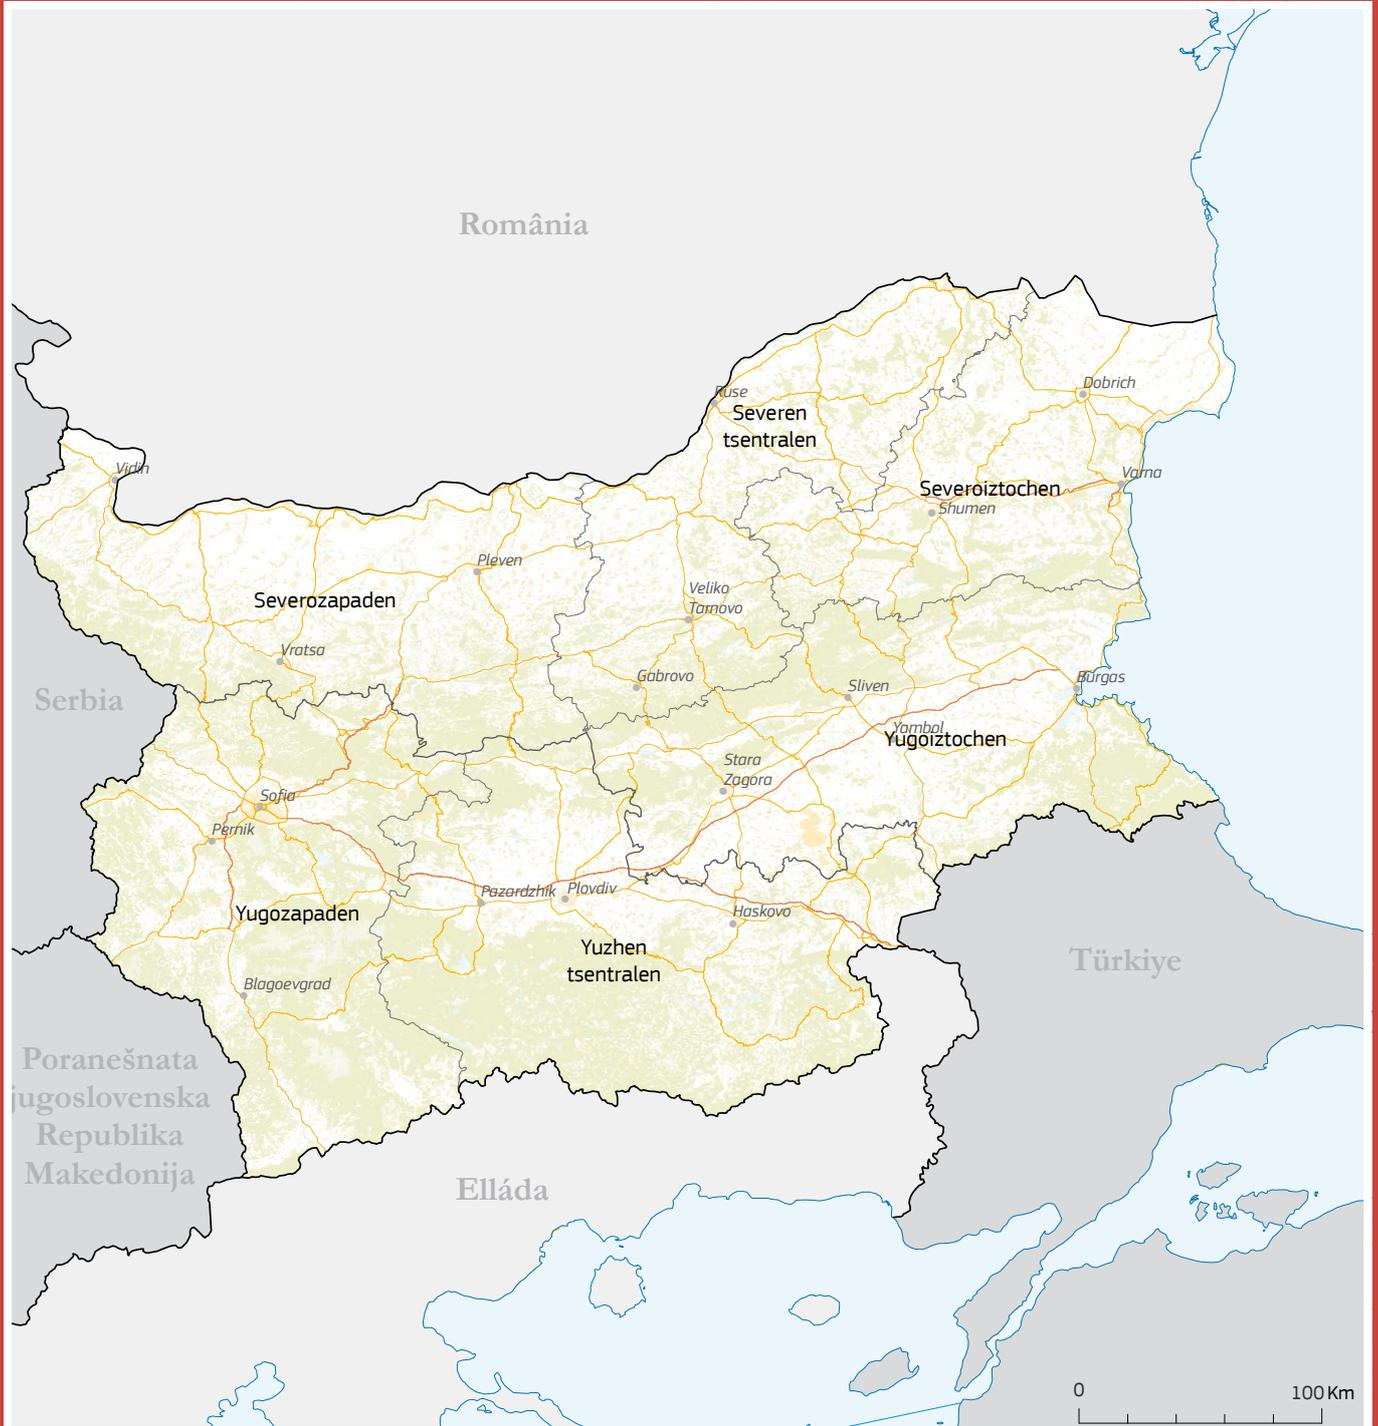 România
Ruse
Dobrich
Severen
tsentralen
Vidin
Varna
Severoiztochen
Shumen
Pleven
Veliko
Tarnovo
Severozapaden
Vratsa
Gabrovo
Sliven
Burgas
Serbia
Yambol
Yugoiztochen
Stara
Zagora
Sofia
Pernik
Pazardzhik
Plovdiv
Haskovo
Yugozapaden
Yuzhen
tsentralen
Türkiye
Blagoevgrad
Poranešnata
jugoslovenska
Republika
Makedonija
Elláda
0 100 Km